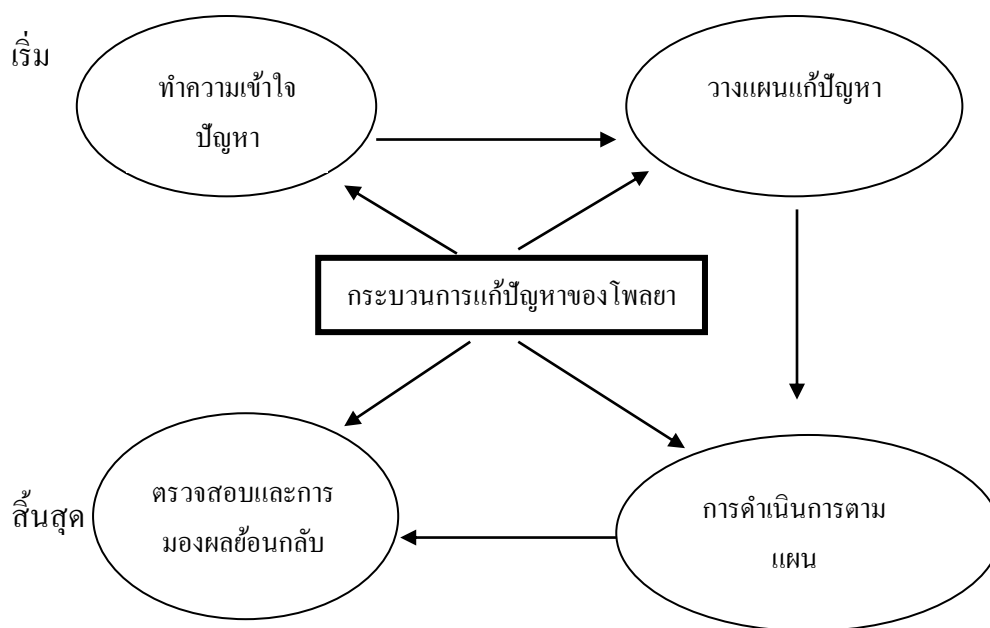 เริ่ม
ทำความเข้าใจ
ปัญหา
วางแผนแก้ปัญหา
กระบวนการแก้ปัญหาของโพลยา
สิ้นสุด
ตรวจสอบและการ
มองผลย้อนกลับ
การดำเนินการตาม
แผน